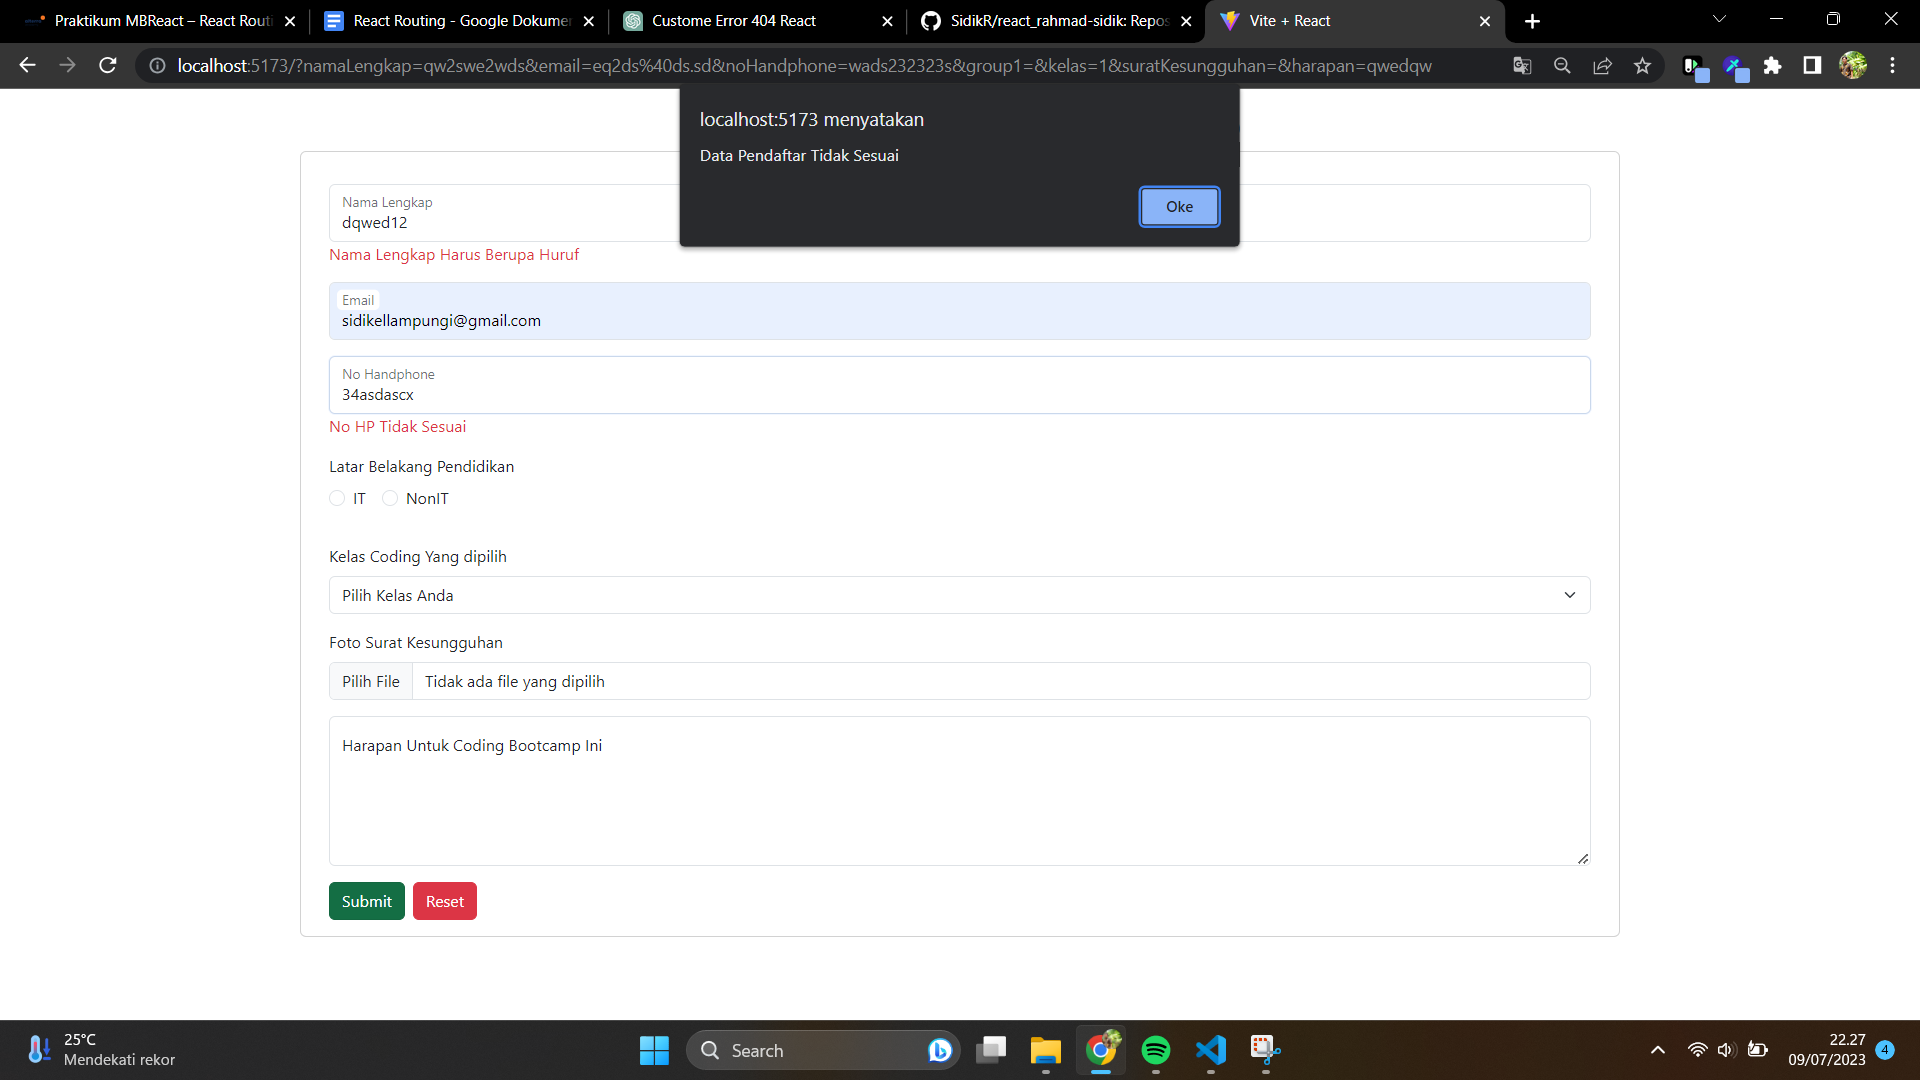 Praktikum MBReact – React Routi
React Routing - Google Dokumen
Custome Error 404 React
SidikR/react_rahmad-sidik: Repos
Vite + React
localhost:5173/?namaLengkap=qw2swe2wds&email=eq2ds%40ds.sd&noHandphone=wads232323s&group1=&kelas=1&suratKesungguhan=&harapan=qwedqw
localhost:5173 menyatakan
Data Pendaftar Tidak Sesuai
Oke
Nama Lengkap
dqwed12
Nama Lengkap Harus Berupa Huruf
Email
sidikellampungi@gmail.com
No Handphone
34asdascx
No HP Tidak Sesuai
Latar Belakang Pendidikan
IT
NonIT
Kelas Coding Yang dipilih
Pilih Kelas Anda
Foto Surat Kesungguhan
Pilih File
Tidak ada file yang dipilih
Harapan Untuk Coding Bootcamp Ini
Submit
Reset
25°C
Mendekati rekor
Search
22.27
09/07/2023
4